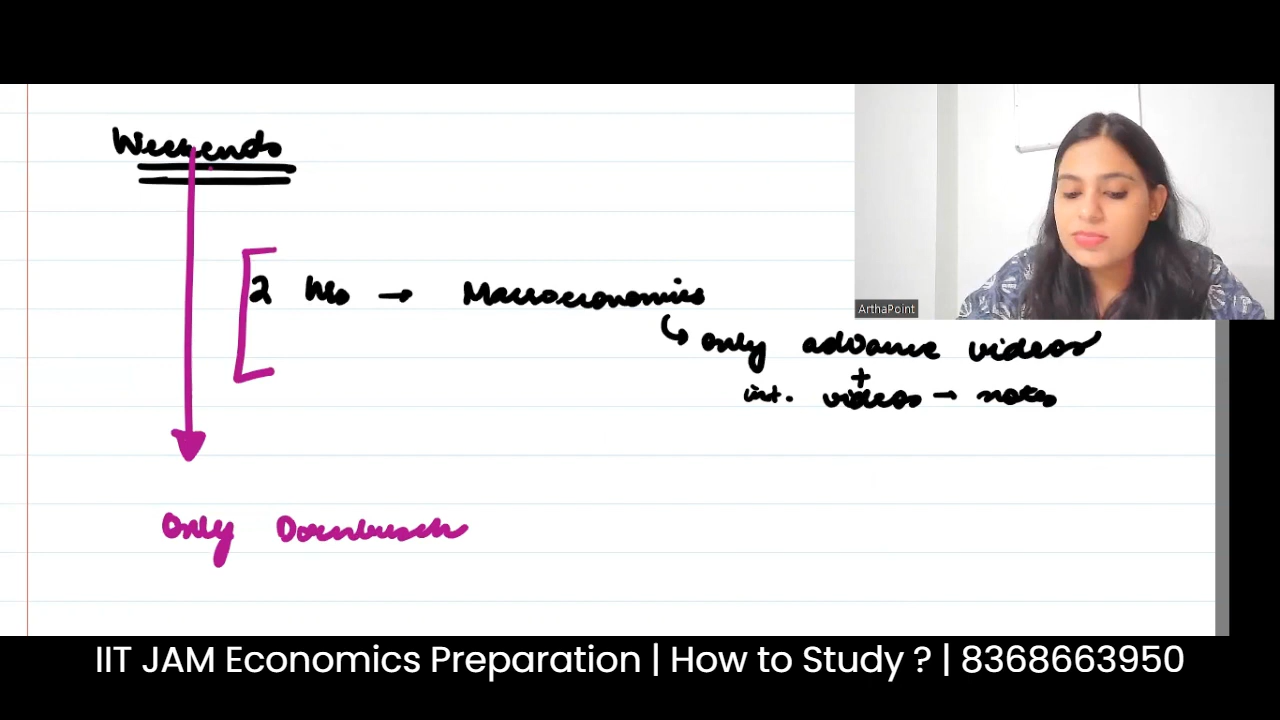 Weekends
2 hrs → Macroeconomics
↳ only advance videos
+
int. videos → notes
Only Dornbusch
ArthaPoint
IIT JAM Economics Preparation | How to Study ? | 8368663950